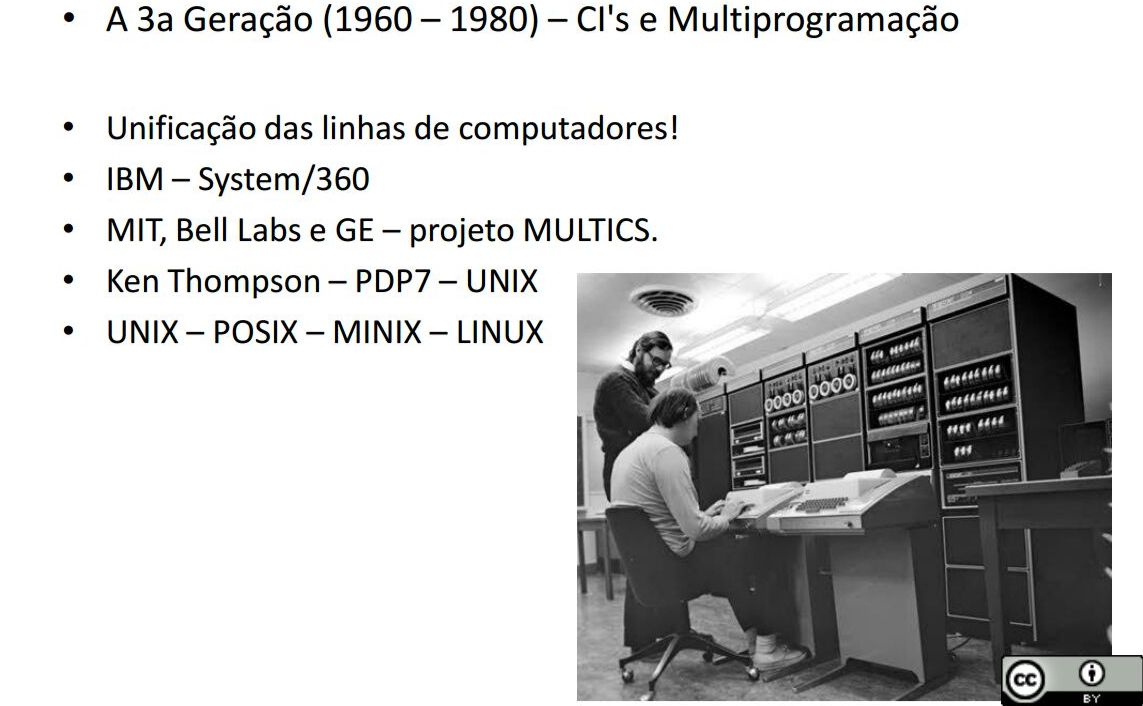 • A 3a Geração (1960 – 1980) – CI's e Multiprogramação
• Unificação das linhas de computadores!
• IBM – System/360
• MIT, Bell Labs e GE – projeto MULTICS.
• Ken Thompson – PDP7 – UNIX
• UNIX – POSIX – MINIX – LINUX
cc
BY